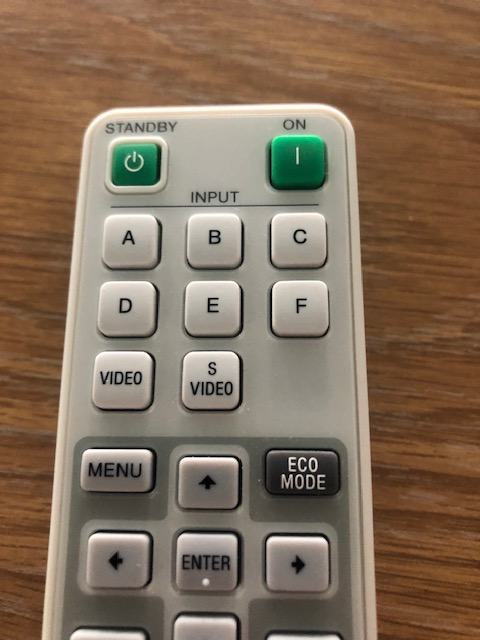 STANDBY
ON
INPUT
A
B
C
D
E
F
VIDEO
S
VIDEO
MENU
ECO
MODE
ENTER